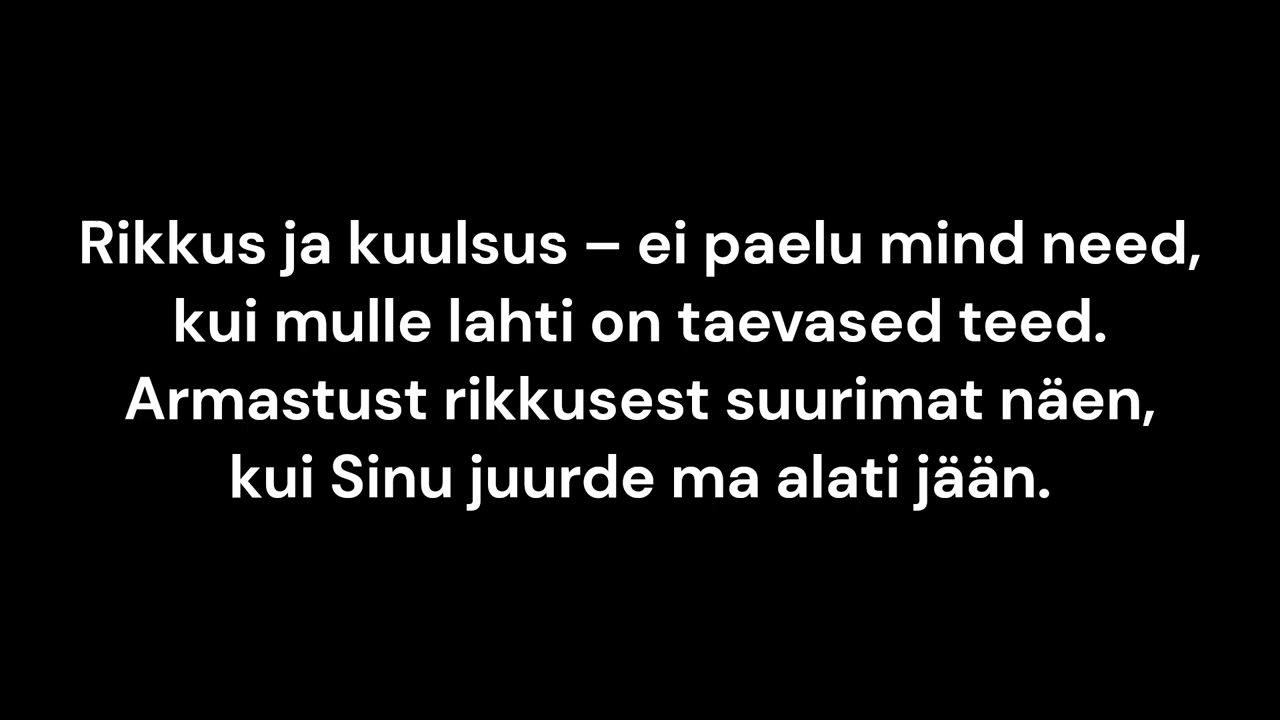 Rikkus ja kuulsus – ei paelu mind need,
kui mulle lahti on taevased teed.
Armastust rikkusest suurimat näen,
kui Sinu juurde ma alati jään.